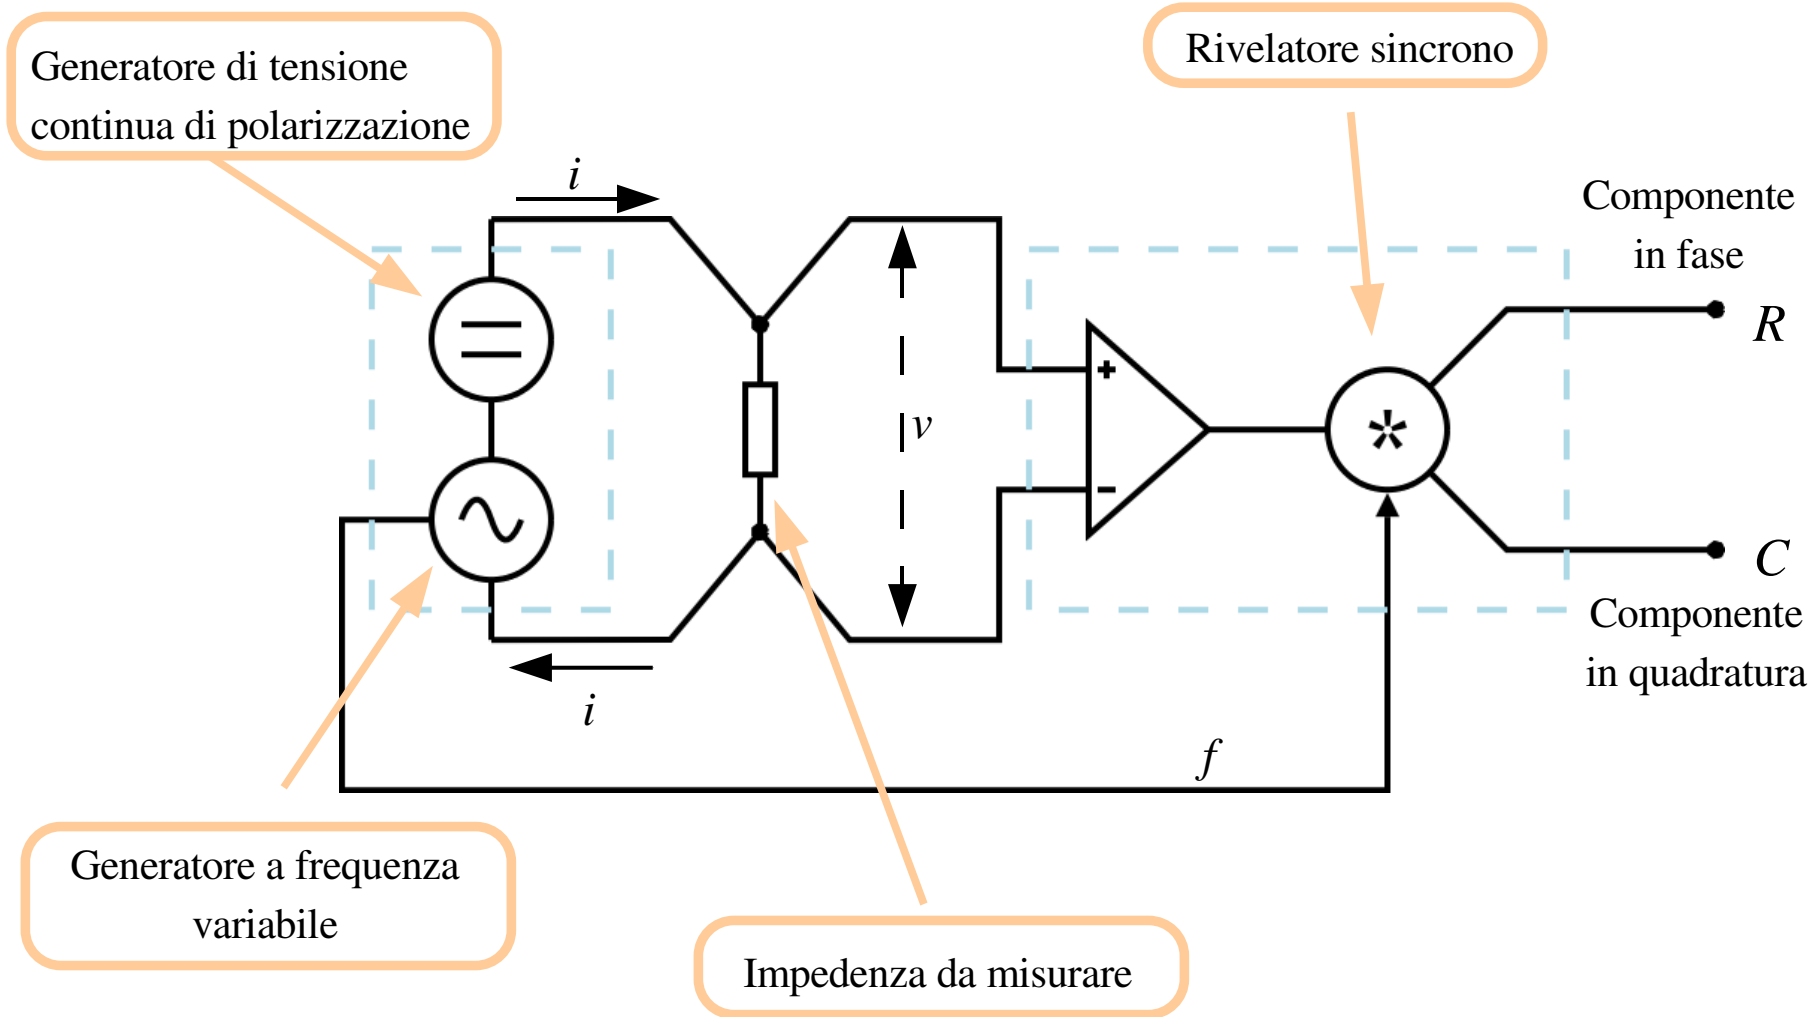 Generatore di tensione
continua di polarizzazione
Rivelatore sincrono
i
Componente
in fase
R
+
v
*
−
C
Componente
in quadratura
i
f
Generatore a frequenza
variabile
Impedenza da misurare